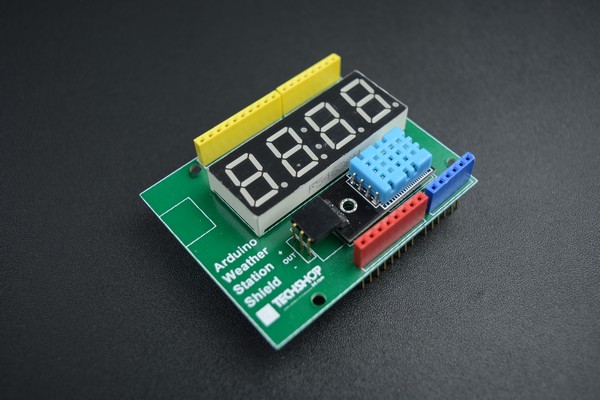 Arduino
Weather
Station
Shield
+
OUT
-
TECHSHOP